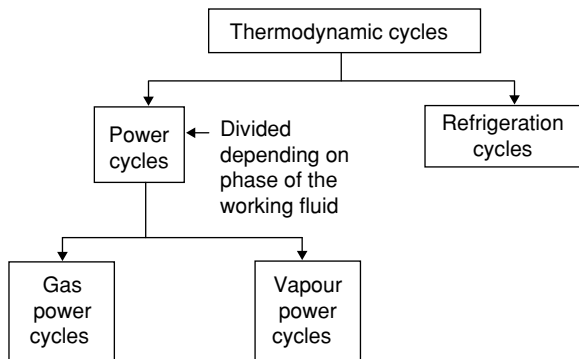 Thermodynamic cycles
Power
cycles
Divided
depending on
phase of the
working fluid
Refrigeration
cycles
Gas
power
cycles
Vapour
power
cycles